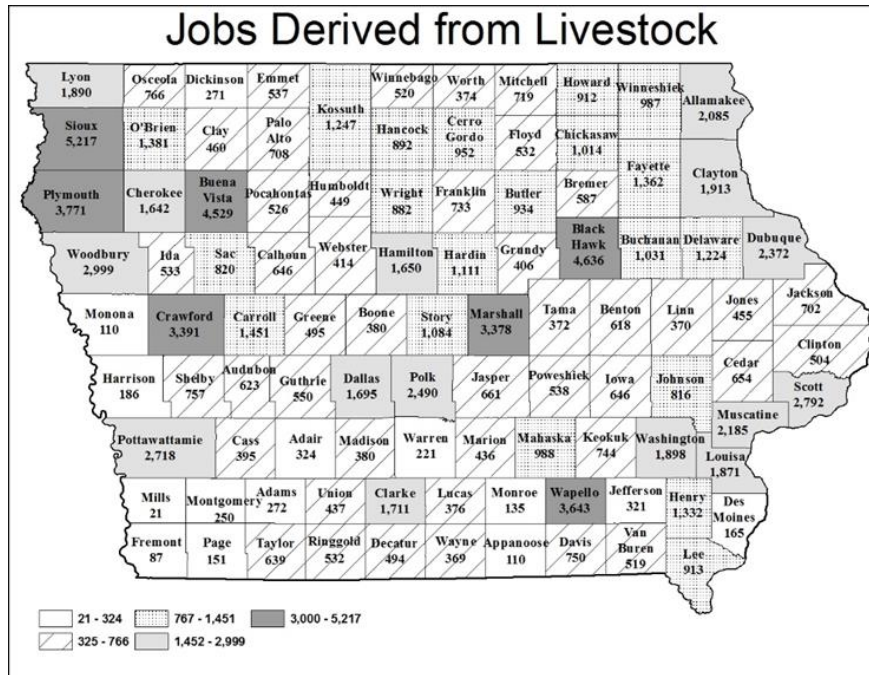 Jobs Derived from Livestock
Lyon
1,890
Osceola
766
Dickinson
271
Emmet
537
Kossuth
1,247
Winnebago
520
Worth
374
Mitchell
719
Howard
912
Winneshiek
987
Allamakee
2,085
Sioux
5,217
O'Brien
1,381
Clay
460
Palo
Alto
708
Hancock
892
Cerro
Gordo
952
Floyd
532
Chickasaw
1,014
Fayette
1,362
Clayton
1,913
Plymouth
3,771
Cherokee
1,642
Buena
Vista
4,529
Pocahontas
526
Humboldt
449
Wright
882
Franklin
733
Butler
934
Bremer
587
Woodbury
2,999
Ida
533
Sac
820
Calhoun
646
Webster
414
Hamilton
1,650
Hardin
1,111
Grundy
406
Black
Hawk
4,636
Buchanan
1,031
Delaware
1,224
Dubuque
2,372
Monona
110
Crawford
3,391
Carroll
1,451
Greene
495
Boone
380
Story
1,084
Marshall
3,378
Tama
372
Benton
618
Linn
370
Jones
455
Jackson
702
Clinton
504
Harrison
186
Shelby
757
Audubon
623
Guthrie
550
Dallas
1,695
Polk
2,490
Jasper
661
Poweshiek
538
Iowa
646
Johnson
816
Cedar
654
Scott
2,792
Muscatine
2,185
Pottawattamie
2,718
Cass
395
Adair
324
Madison
380
Warren
221
Marion
436
Mahaska
988
Keokuk
744
Washington
1,898
Louisa
1,871
Mills
21
Montgomery
250
Adams
272
Union
437
Clarke
1,711
Lucas
376
Monroe
135
Wapello
3,643
Jefferson
321
Henry
1,332
Des
Moines
165
Fremont
87
Page
151
Taylor
639
Ringgold
532
Decatur
494
Wayne
369
Appanoose
110
Davis
750
Van
Buren
519
Lee
913
21 - 324
767 - 1,451
3,000 - 5,217
325 - 766
1,452 - 2,999